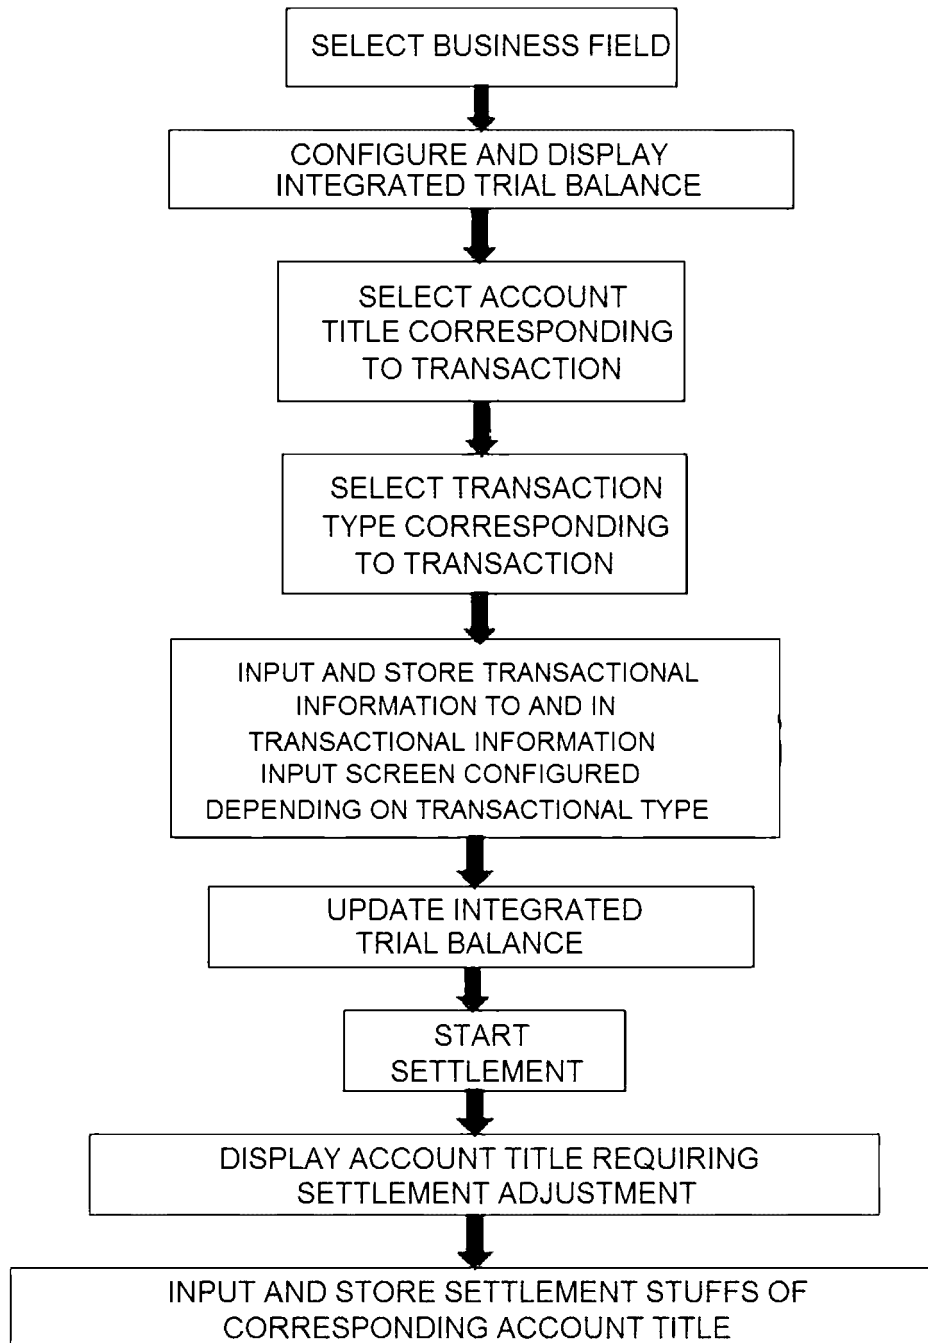 SELECT BUSINESS FIELD
CONFIGURE AND DISPLAY
INTEGRATED TRIAL BALANCE
SELECT ACCOUNT
TITLE CORRESPONDING
TO TRANSACTION
SELECT TRANSACTION
TYPE CORRESPONDING
TO TRANSACTION
INPUT AND STORE TRANSACTIONAL
INFORMATION TO AND IN
TRANSACTIONAL INFORMATION
INPUT SCREEN CONFIGURED
DEPENDING ON TRANSACTIONAL TYPE
UPDATE INTEGRATED
TRIAL BALANCE
START
SETTLEMENT
DISPLAY ACCOUNT TITLE REQUIRING
SETTLEMENT ADJUSTMENT
INPUT AND STORE SETTLEMENT STUFFS OF
CORRESPONDING ACCOUNT TITLE